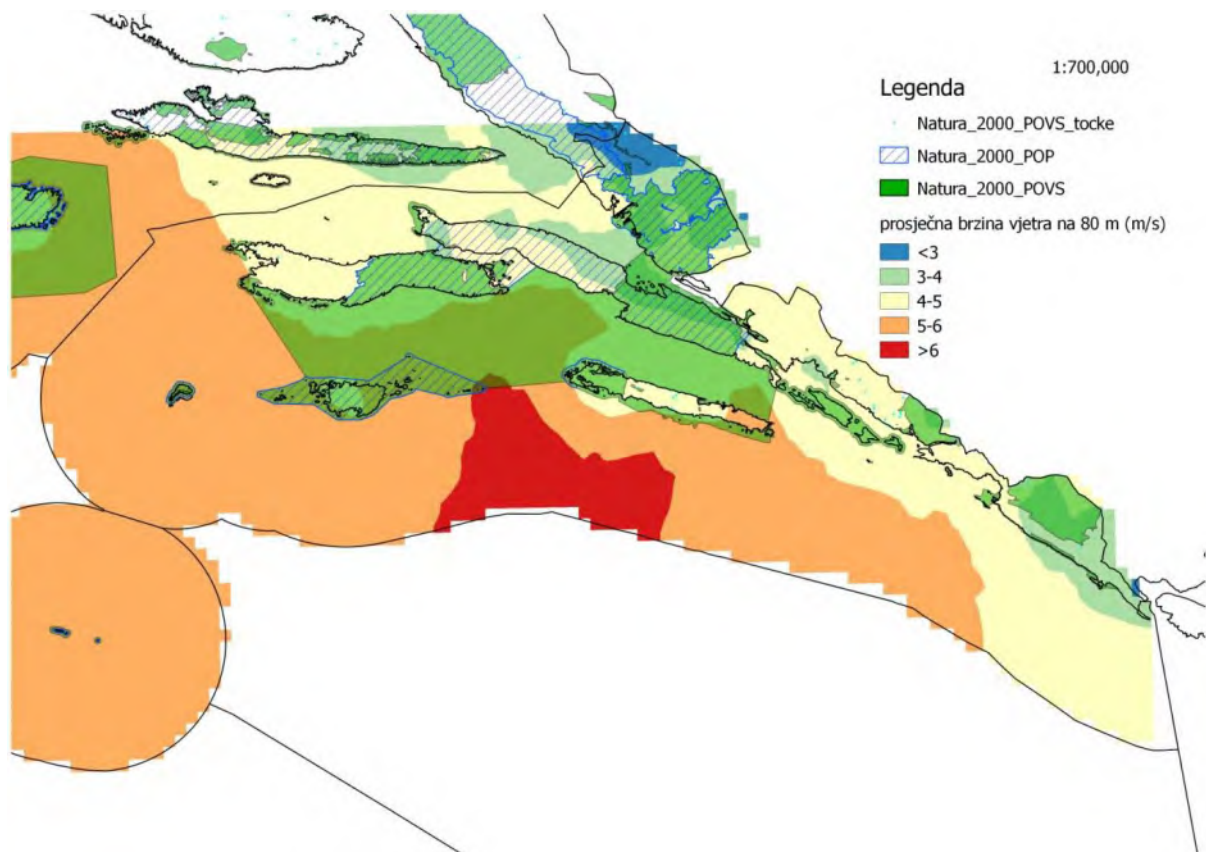 1:700,000
Legenda
Natura_2000_POVS_tocke
Natura_2000_POP
Natura_2000_POVS
prosječna brzina vjetra na 80 m (m/s)
<3
3-4
4-5
5-6
>6